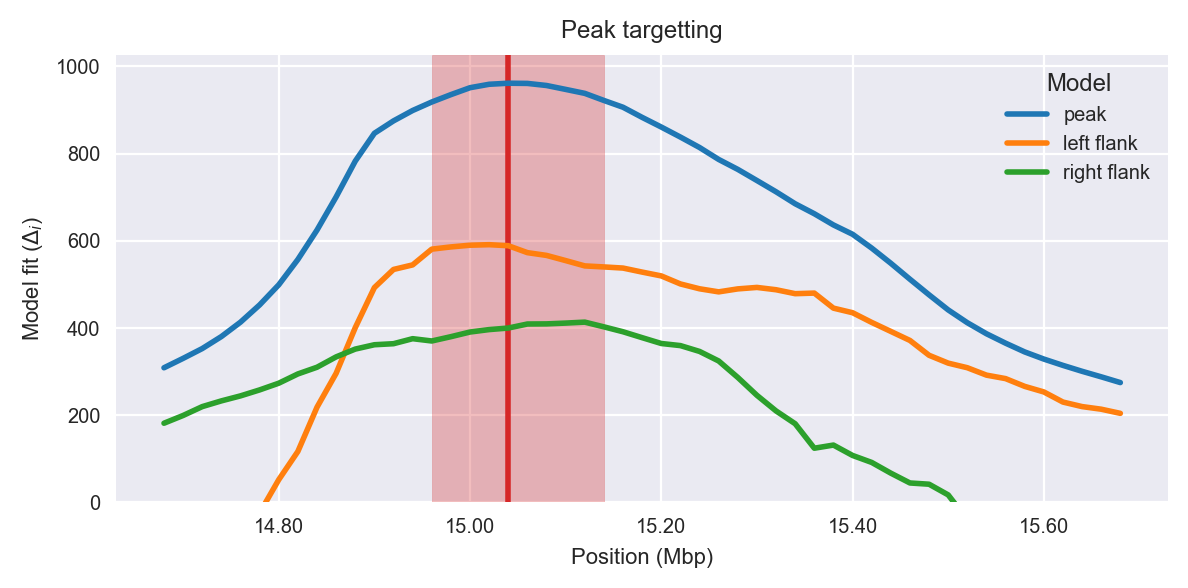 Peak targetting
Model fit (Δi)
1000
800
600
400
200
0
Model
peak
left flank
right flank
14.80 15.00 15.20 15.40 15.60
Position (Mbp)